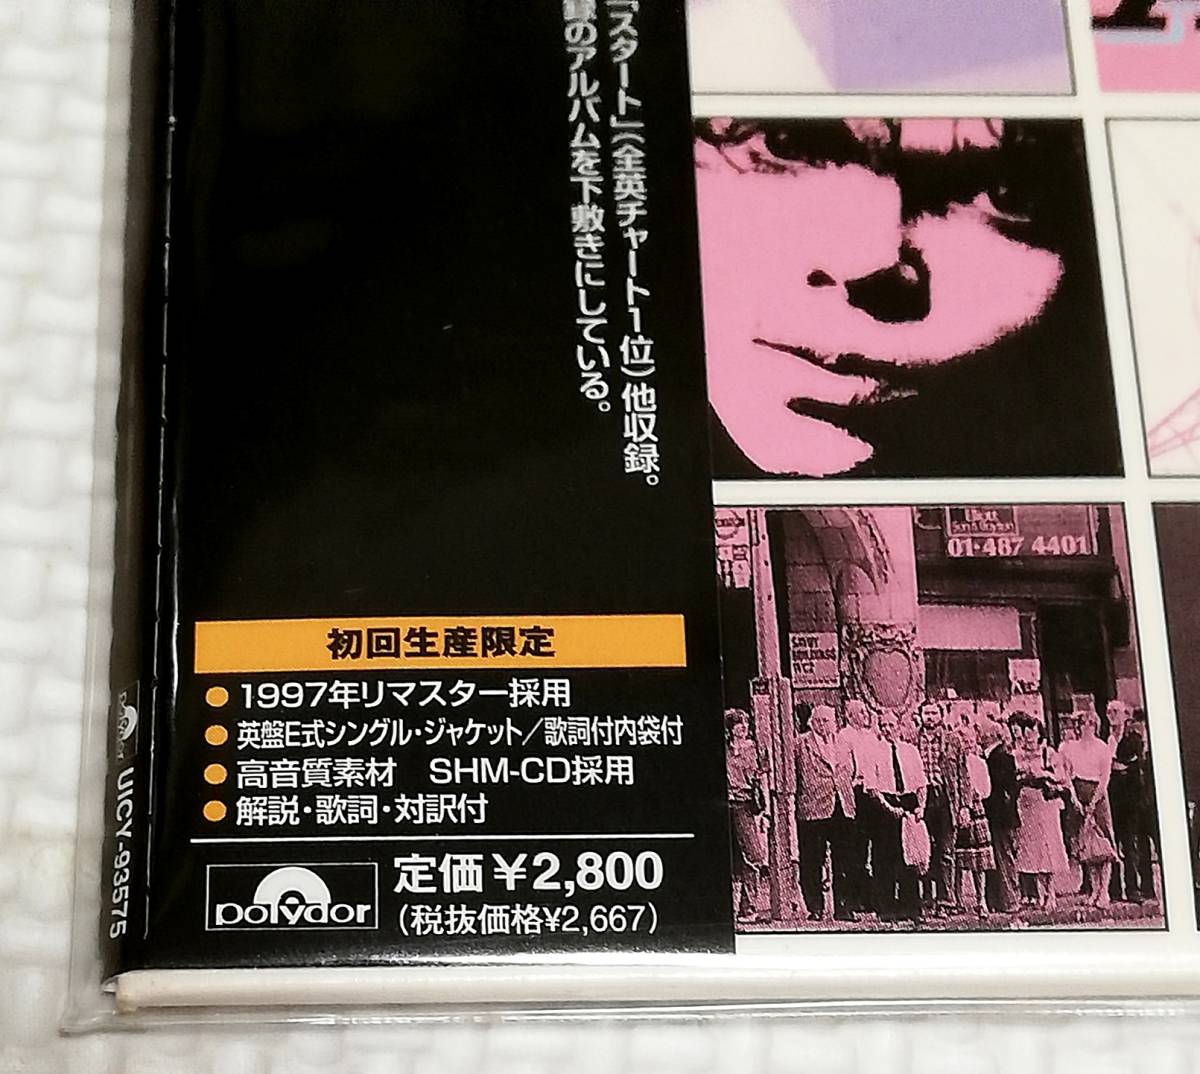 『スタート』(全英チャート1位)他収録。
録のアルバムを下敷きにしている。
初回生産限定
● 1997年リマスター採用
● 英盤E式シングル・ジャケット／歌詞付内袋付
● 高音質素材 SHM-CD採用
● 解説・歌詞・対訳付
polydor
定価 ¥2,800
(税抜価格¥2,667)
polydor UICY-93575
01·487 4401